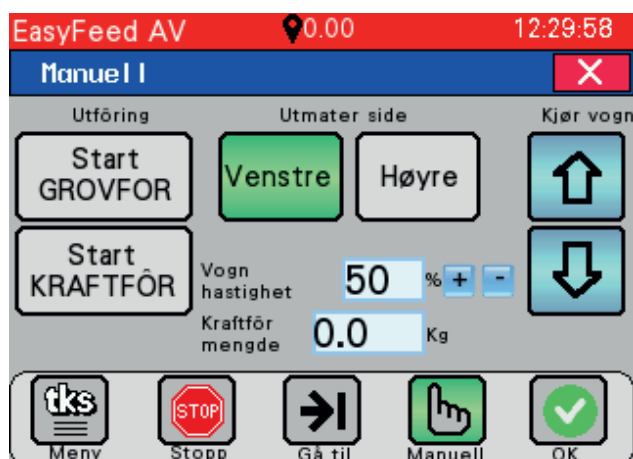 EasyFeed AV 0.00 12:29:58
Manuell
Utfôring Utmater side Kjør vogn
Start
GROVFOR
Venstre Høyre
Start
KRAFTFÔR
Vogn
hastighet 50 % + -
Kraftfôr
mengde 0.0 Kg
tks STOP
Meny Stopp Gå til Manuell OK